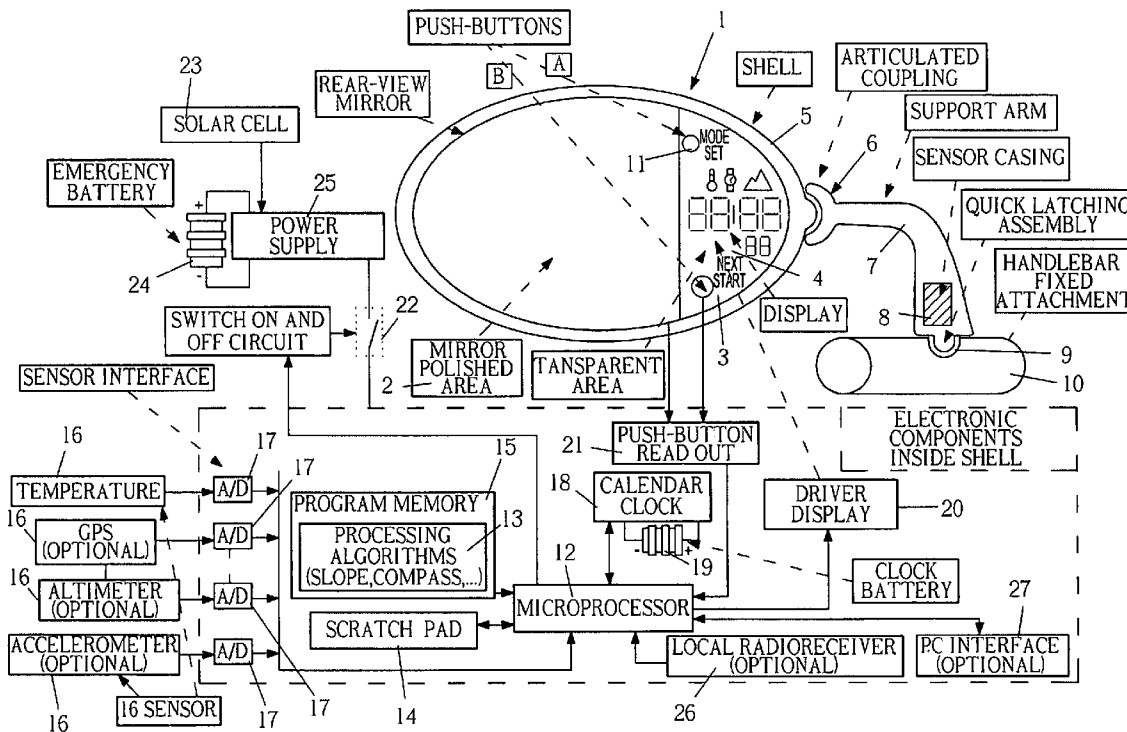 PUSH-BUTTONS
1
B
A
SHELL
ARTICULATED
COUPLING
23
REAR-VIEW
MIRROR
5
SUPPORT ARM
SOLAR CELL
MODE
SET
11
6
SENSOR CASING
EMERGENCY
BATTERY
25
+
QUICK LATCHING
ASSEMBLY
88:88
POWER
SUPPLY
88
7
-
24
NEXT
START
4
HANDLEBAR
FIXED
ATTACHMENT
22
8
SWITCH ON AND
OFF CIRCUIT
DISPLAY
MIRROR
POLISHED
AREA
2
TANSPARENT
AREA
3
9
10
SENSOR INTERFACE
ELECTRONIC
COMPONENTS
INSIDE SHELL
PUSH-BUTTON
READ OUT
21
16
17
17
15
18
TEMPERATURE
A/D
PROGRAM MEMORY
CALENDAR
CLOCK
DRIVER
DISPLAY
20
16
GPS
(OPTIONAL)
A/D
PROCESSING
ALGORITHMS
(SLOPE,COMPASS,...)
13
- +
19
12
16
ALTIMETER
(OPTIONAL)
A/D
CLOCK
BATTERY
MICROPROCESSOR
27
SCRATCH PAD
ACCELEROMETER
(OPTIONAL)
A/D
LOCAL RADIORECEIVER
(OPTIONAL)
P.C INTERFACE
(OPTIONAL)
16
16 SENSOR
17
17
14
26